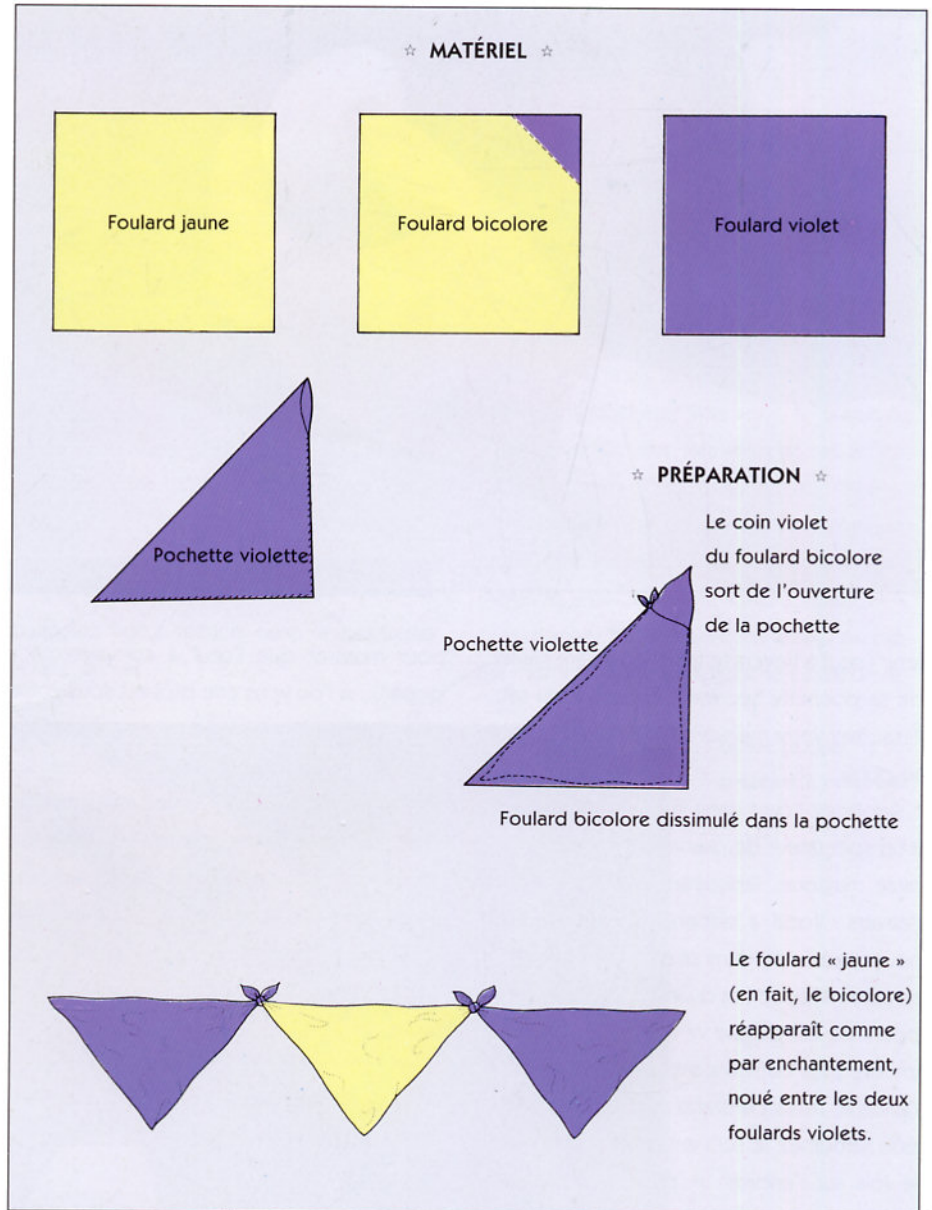 ☆ MATÉRIEL ☆
Foulard jaune
Foulard bicolore
Foulard violet
Pochette violette
☆ PRÉPARATION ☆
Le coin violet
du foulard bicolore
sort de l'ouverture
de la pochette
Pochette violette
Foulard bicolore dissimulé dans la pochette
Le foulard « jaune »
(en fait, le bicolore)
réapparaît comme
par enchantement,
noué entre les deux
foulards violets.